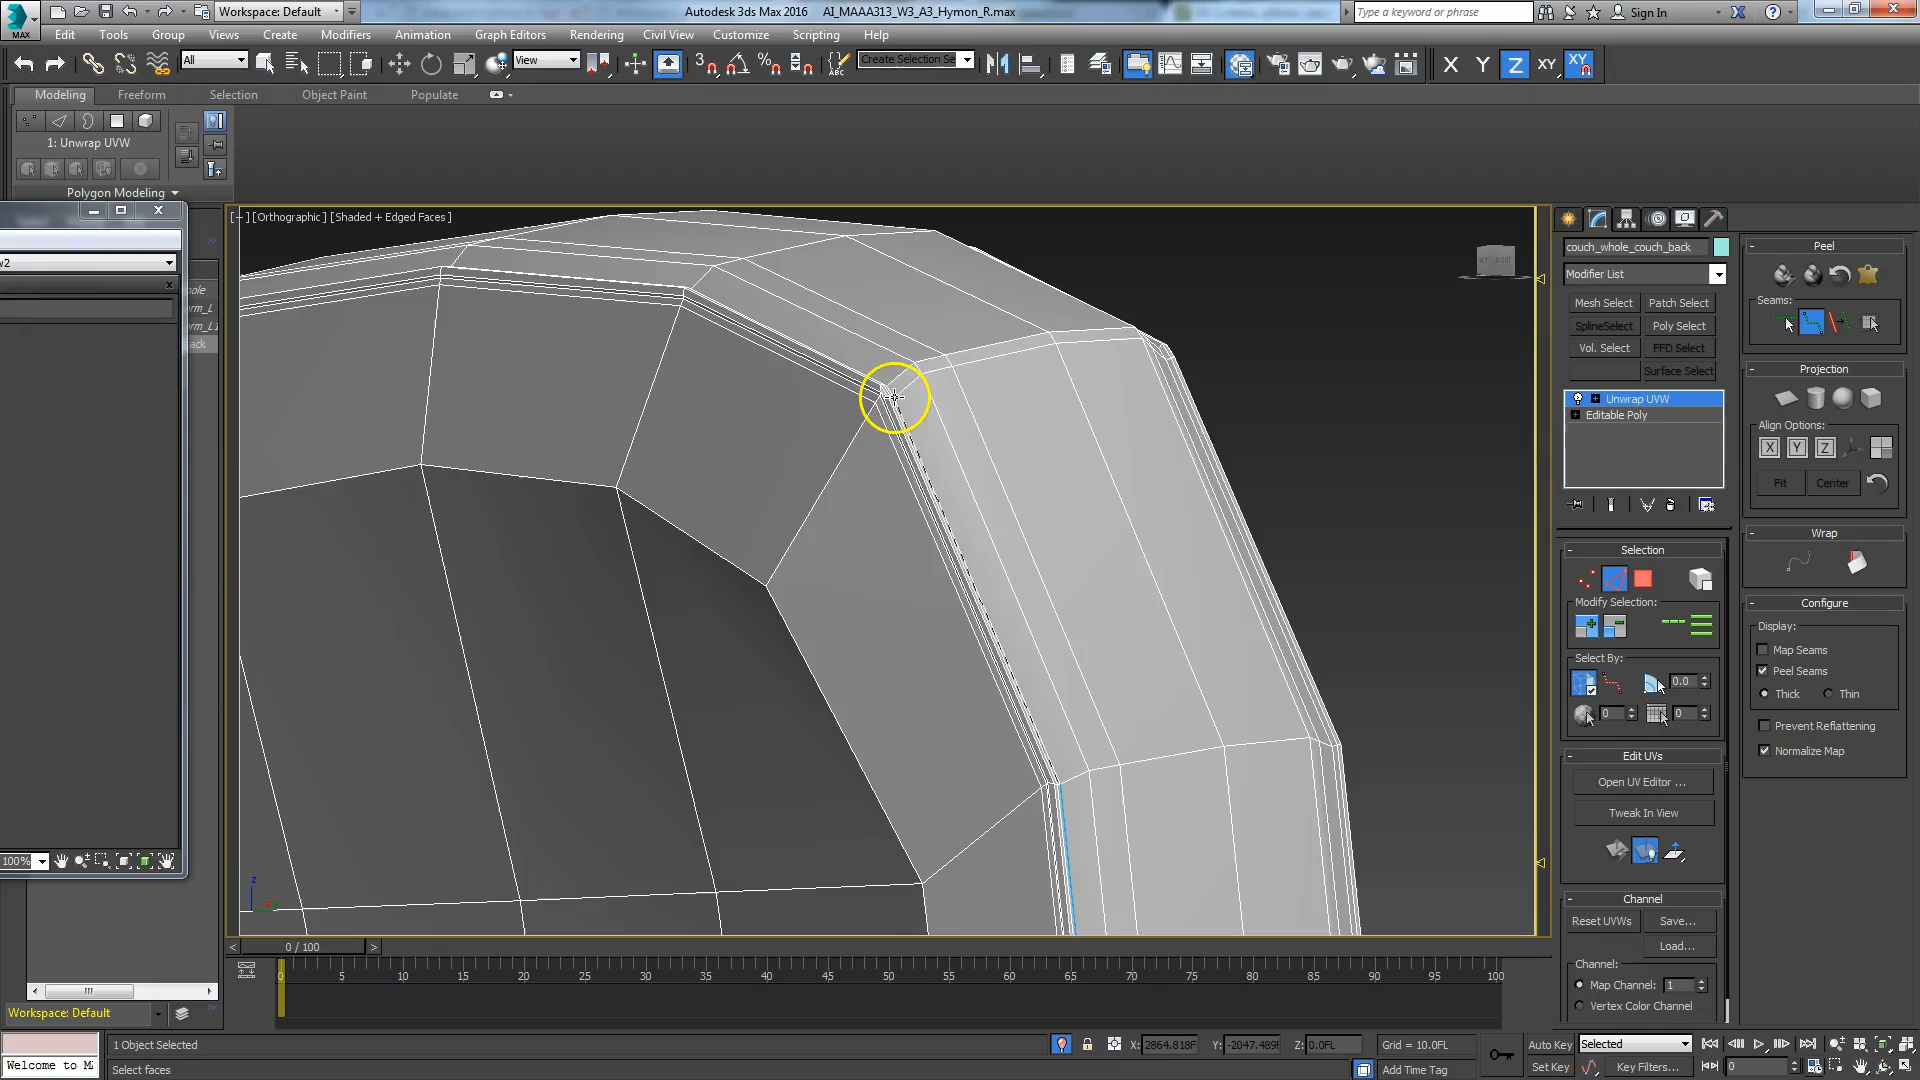 Workspace: Default
Autodesk 3ds Max 2016 AI_MAAA313_W3_A3_Hymon_R.max
Type a keyword or phrase
Sign In
MAX
Edit Tools Group Views Create Modifiers Animation Graph Editors Rendering Civil View Customize Scripting Help
All
View
Create Selection Se
X Y Z XY XY
Modeling Freeform Selection Object Paint Populate
1: Unwrap UVW
Polygon Modeling
[+][Orthographic][Shaded + Edged Faces]
couch_whole_couch_back
Modifier List
Mesh Select Patch Select
SplineSelect Poly Select
Vol. Select FFD Select
Surface Select
Unwrap UVW
Editable Poly
Peel
Seams:
Projection
Align Options:
X Y Z
Fit Center
Wrap
Configure
Display:
Map Seams
Peel Seams
Thick Thin
Prevent Reflattening
Normalize Map
Selection
Modify Selection:
Select By:
0.0
0 0
Edit UVs
Open UV Editor ...
Tweak In View
Channel
Reset UVWs Save...
Load...
Channel:
Map Channel: 1
Vertex Color Channel
100%
0 / 100
0 5 10 15 20 25 30 35 40 45 50 55 60 65 70 75 80 85 90 95 100
Workspace: Default
1 Object Selected
X: 2864.818F Y: -2047.489F Z: 0.0FL Grid = 10.0FL
Auto Key Selected
Welcome to M
Select faces
Add Time Tag
Set Key Key Filters...
0